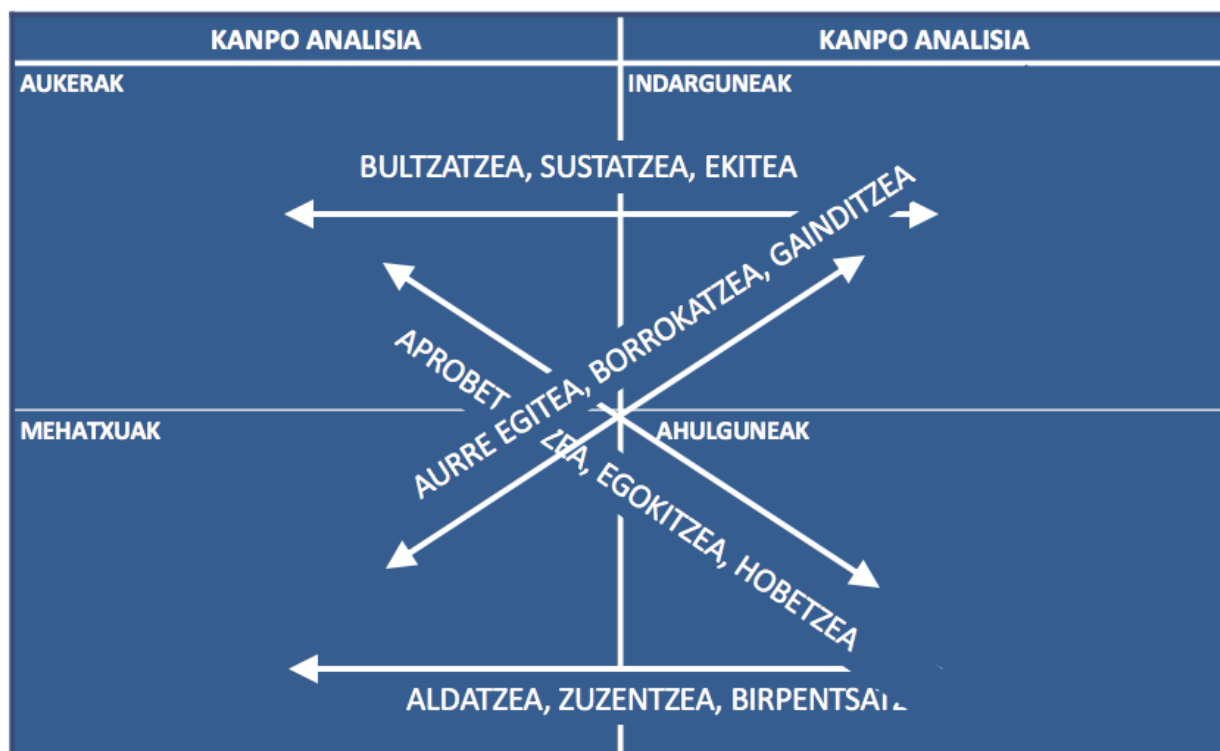 KANPO ANALISIA
KANPO ANALISIA
AUKERAK
INDARGUNEAK
BULTZATZEA, SUSTATZEA, EKITEA
AURRE EGITEA, BORROKATZEA, GAINDITZEA
APROBET ZEA, EGOKITZEA, HOBETZEA
MEHATXUAK
AHULGUNEAK
ALDATZEA, ZUZENTZEA,